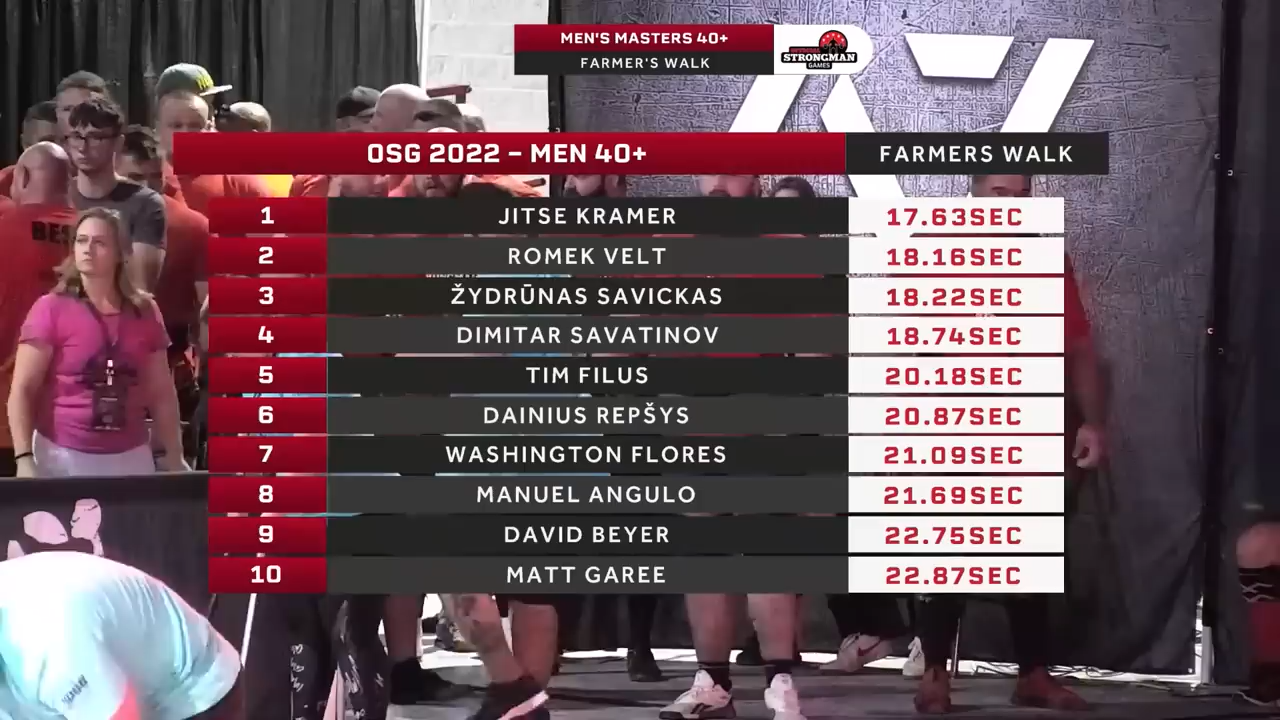 MEN'S MASTERS 40+
FARMER'S WALK
OFFICIAL
STRONGMAN
GAMES
OSG 2022 – MEN 40+ FARMERS WALK
1 JITSE KRAMER 17.63SEC
2 ROMEK VELT 18.16SEC
3 ŽYDRŪNAS SAVICKAS 18.22SEC
4 DIMITAR SAVATINOV 18.74SEC
5 TIM FILUS 20.18SEC
6 DAINIUS REPŠYS 20.87SEC
7 WASHINGTON FLORES 21.09SEC
8 MANUEL ANGULO 21.69SEC
9 DAVID BEYER 22.75SEC
10 MATT GAREE 22.87SEC